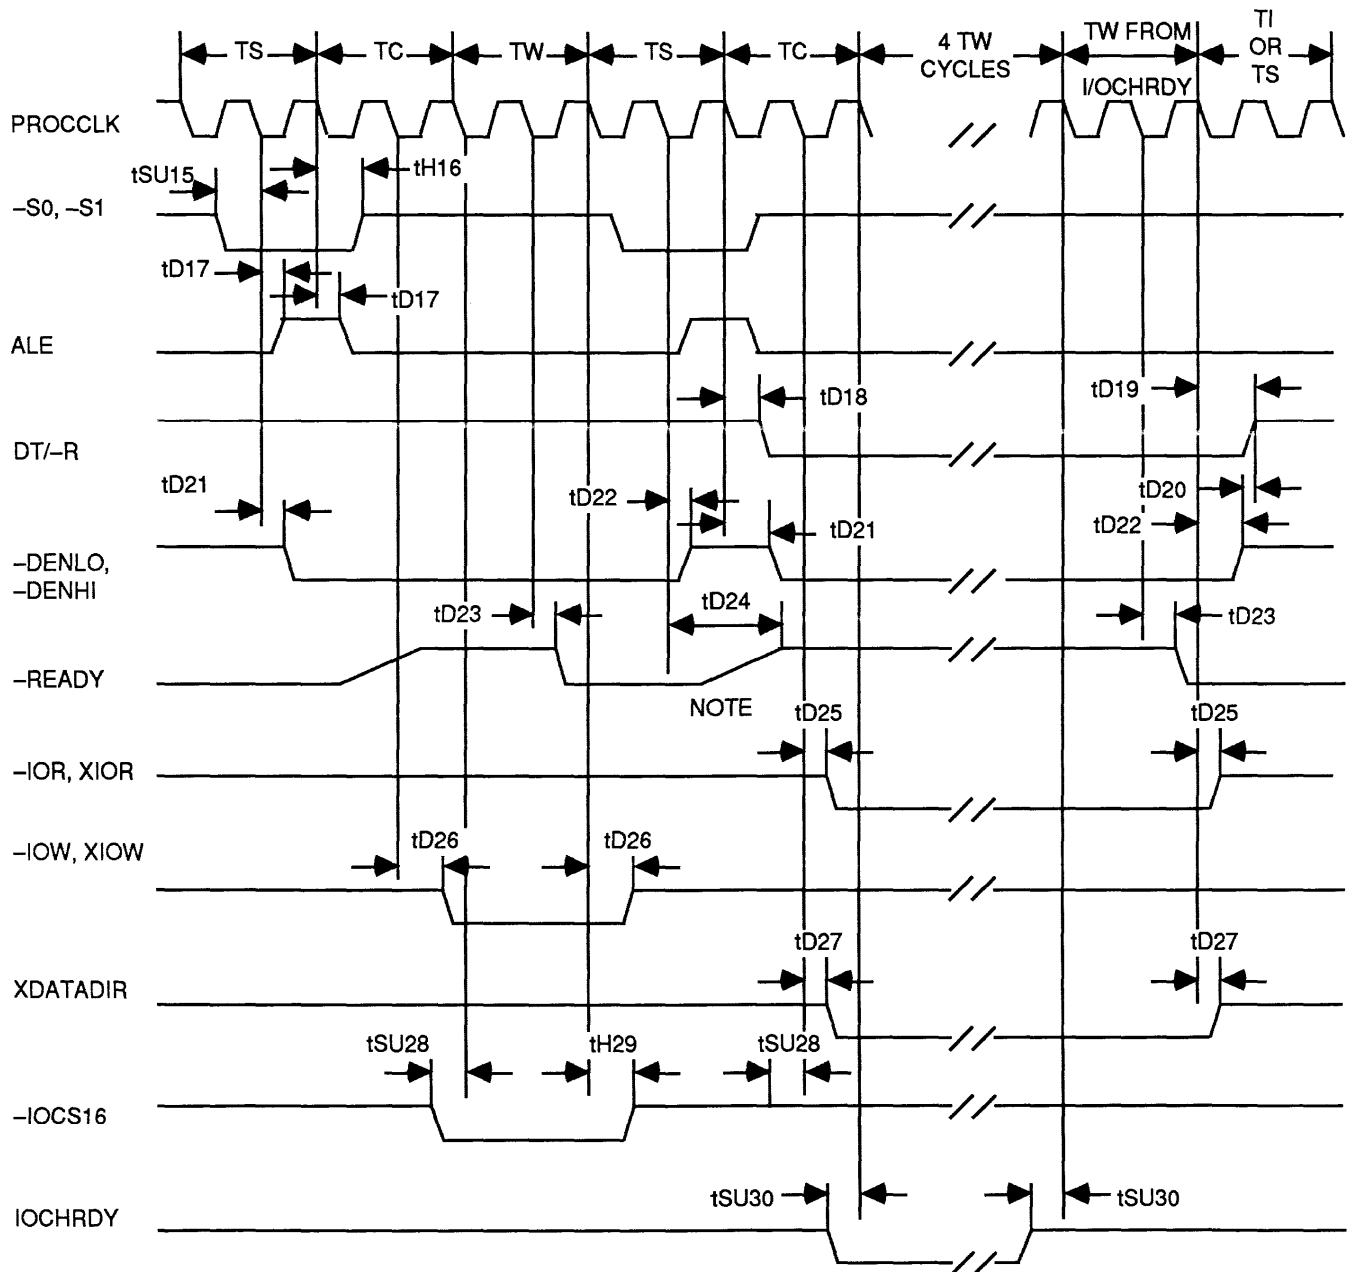 TS
TC
TW
TS
TC
4 TW
CYCLES
TW FROM
I/OCHRDY
TI
OR
TS
PROCCLK
tSU15
tH16
–S0, –S1
tD17
tD17
ALE
tD18
tD19
DT/–R
tD21
tD22
tD20
tD22
tD21
–DENLO,
–DENHI
tD23
tD24
tD23
–READY
NOTE
tD25
tD25
–IOR, XIOR
tD26
tD26
–IOW, XIOW
tD27
tD27
XDATADIR
tSU28
tH29
tSU28
–IOCS16
tSU30
tSU30
IOCHRDY